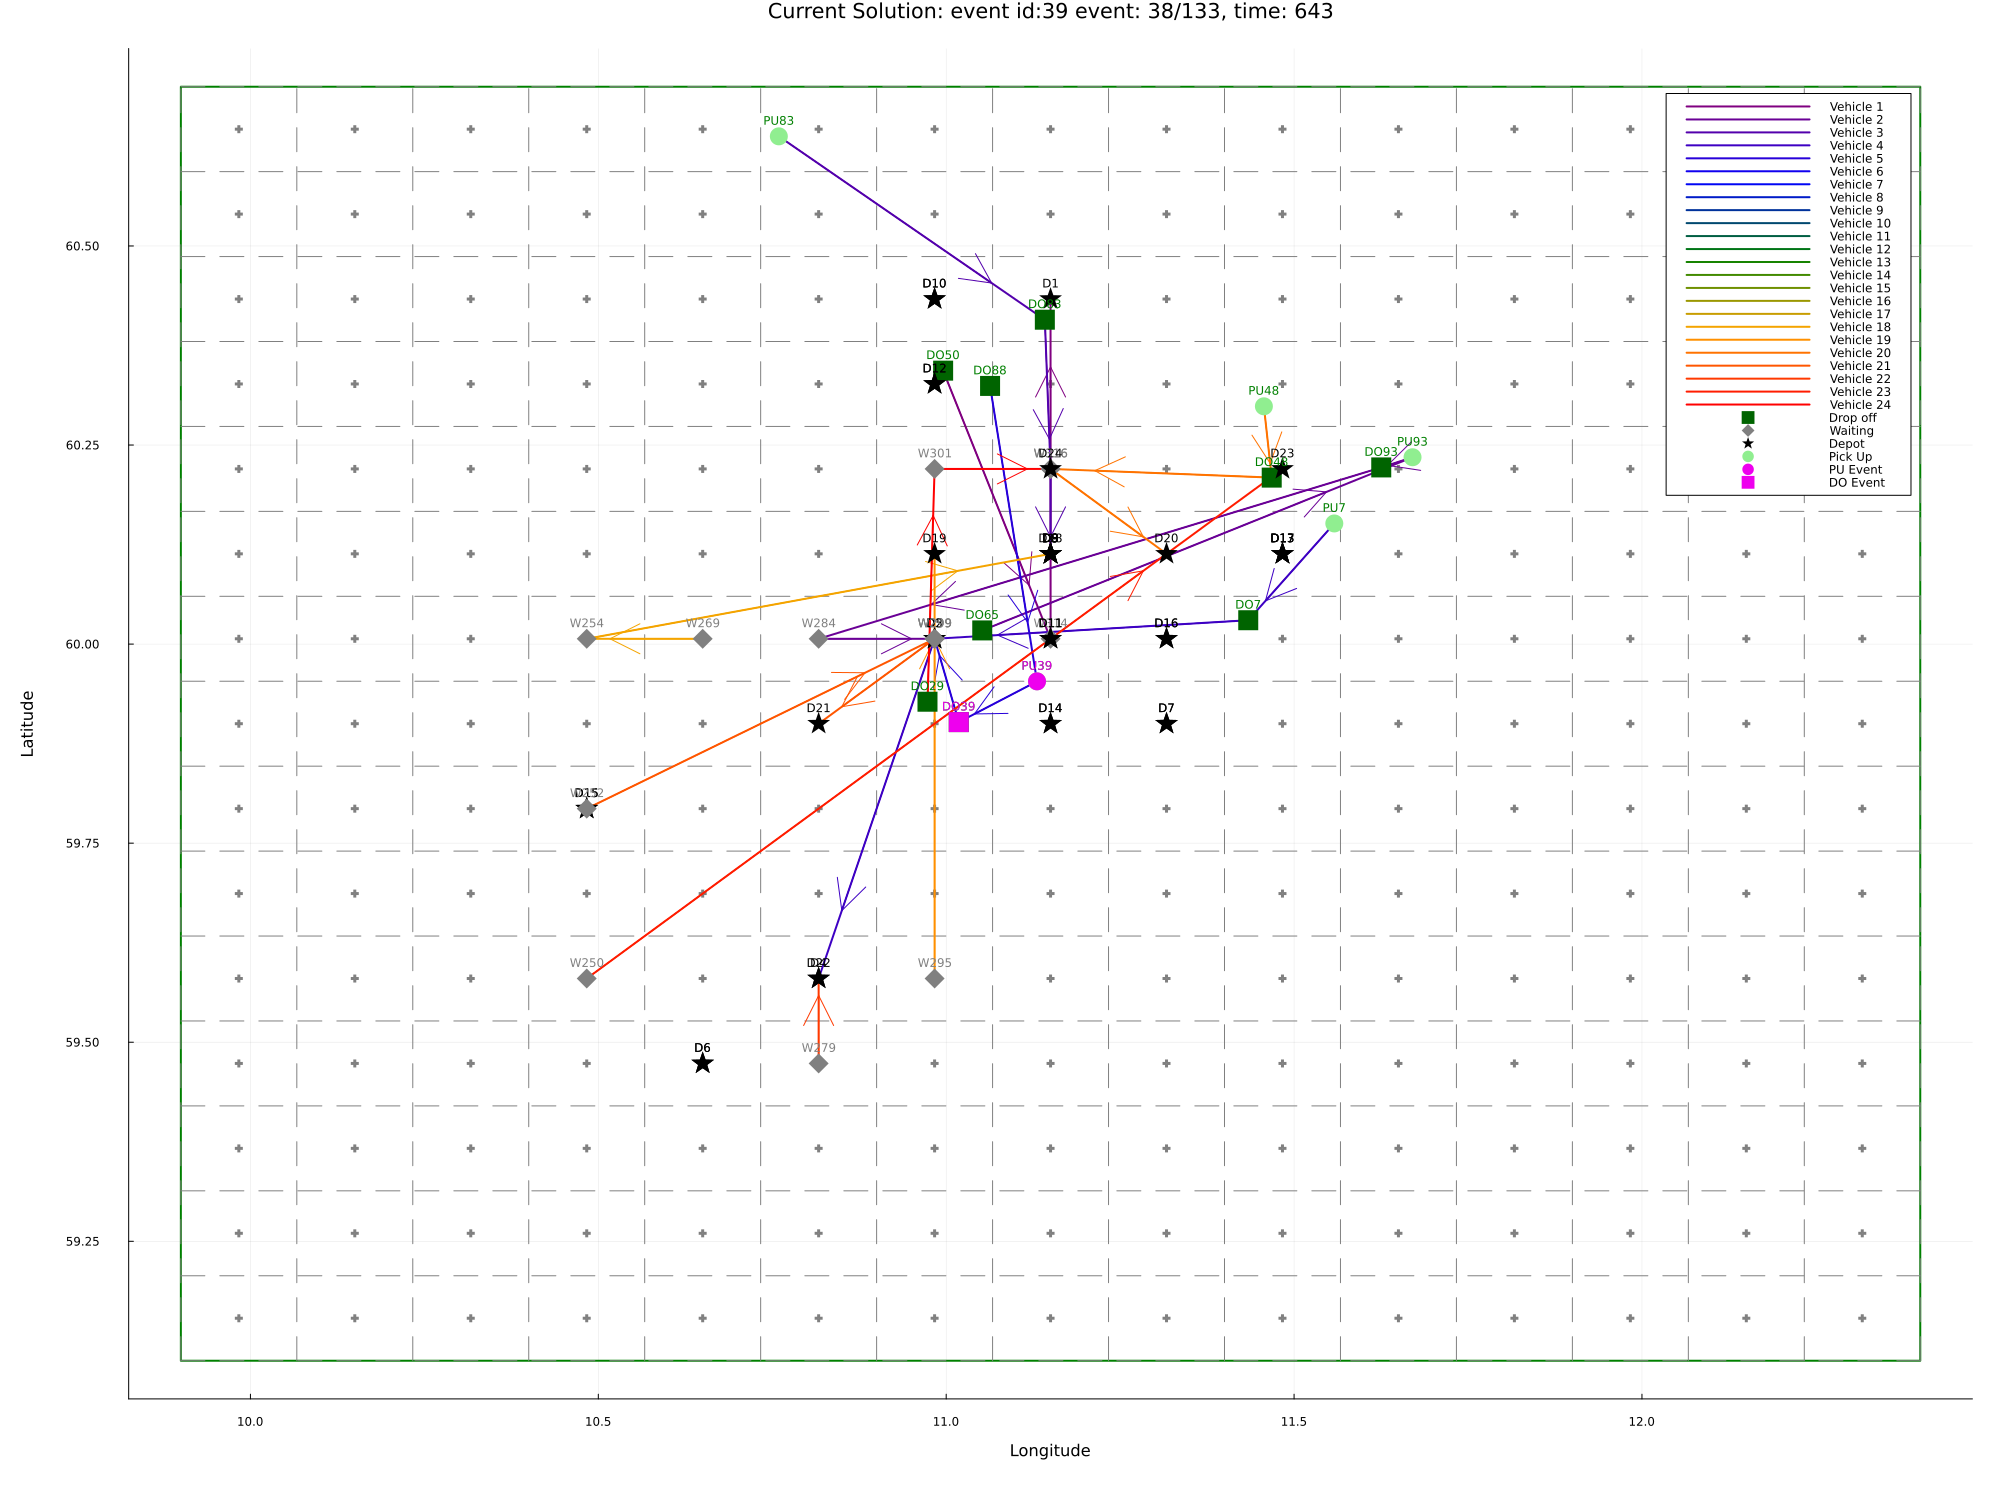 Current Solution: event id:39 event: 38/133, time: 643
Vehicle 1
Vehicle 2
Vehicle 3
Vehicle 4
Vehicle 5
Vehicle 6
Vehicle 7
Vehicle 8
Vehicle 9
Vehicle 10
Vehicle 11
Vehicle 12
Vehicle 13
Vehicle 14
Vehicle 15
Vehicle 16
Vehicle 17
Vehicle 18
Vehicle 19
Vehicle 20
Vehicle 21
Vehicle 22
Vehicle 23
Vehicle 24
Drop off
Waiting
Depot
Pick Up
PU Event
DO Event
PU83
60.50
D10
D1
DO50
DO88
D12
PU48
60.25
PU93
W301
D24
D23
DO93
PU7
D19
D20
DO7
DO65
W254
W269
W284
D11
D16
60.00
PU39
DO29
D21
DO39
D14
D7
D15
59.75
W250
D22
W295
59.50
D6
W279
59.25
10.0
10.5
11.0
11.5
12.0
Longitude
Latitude